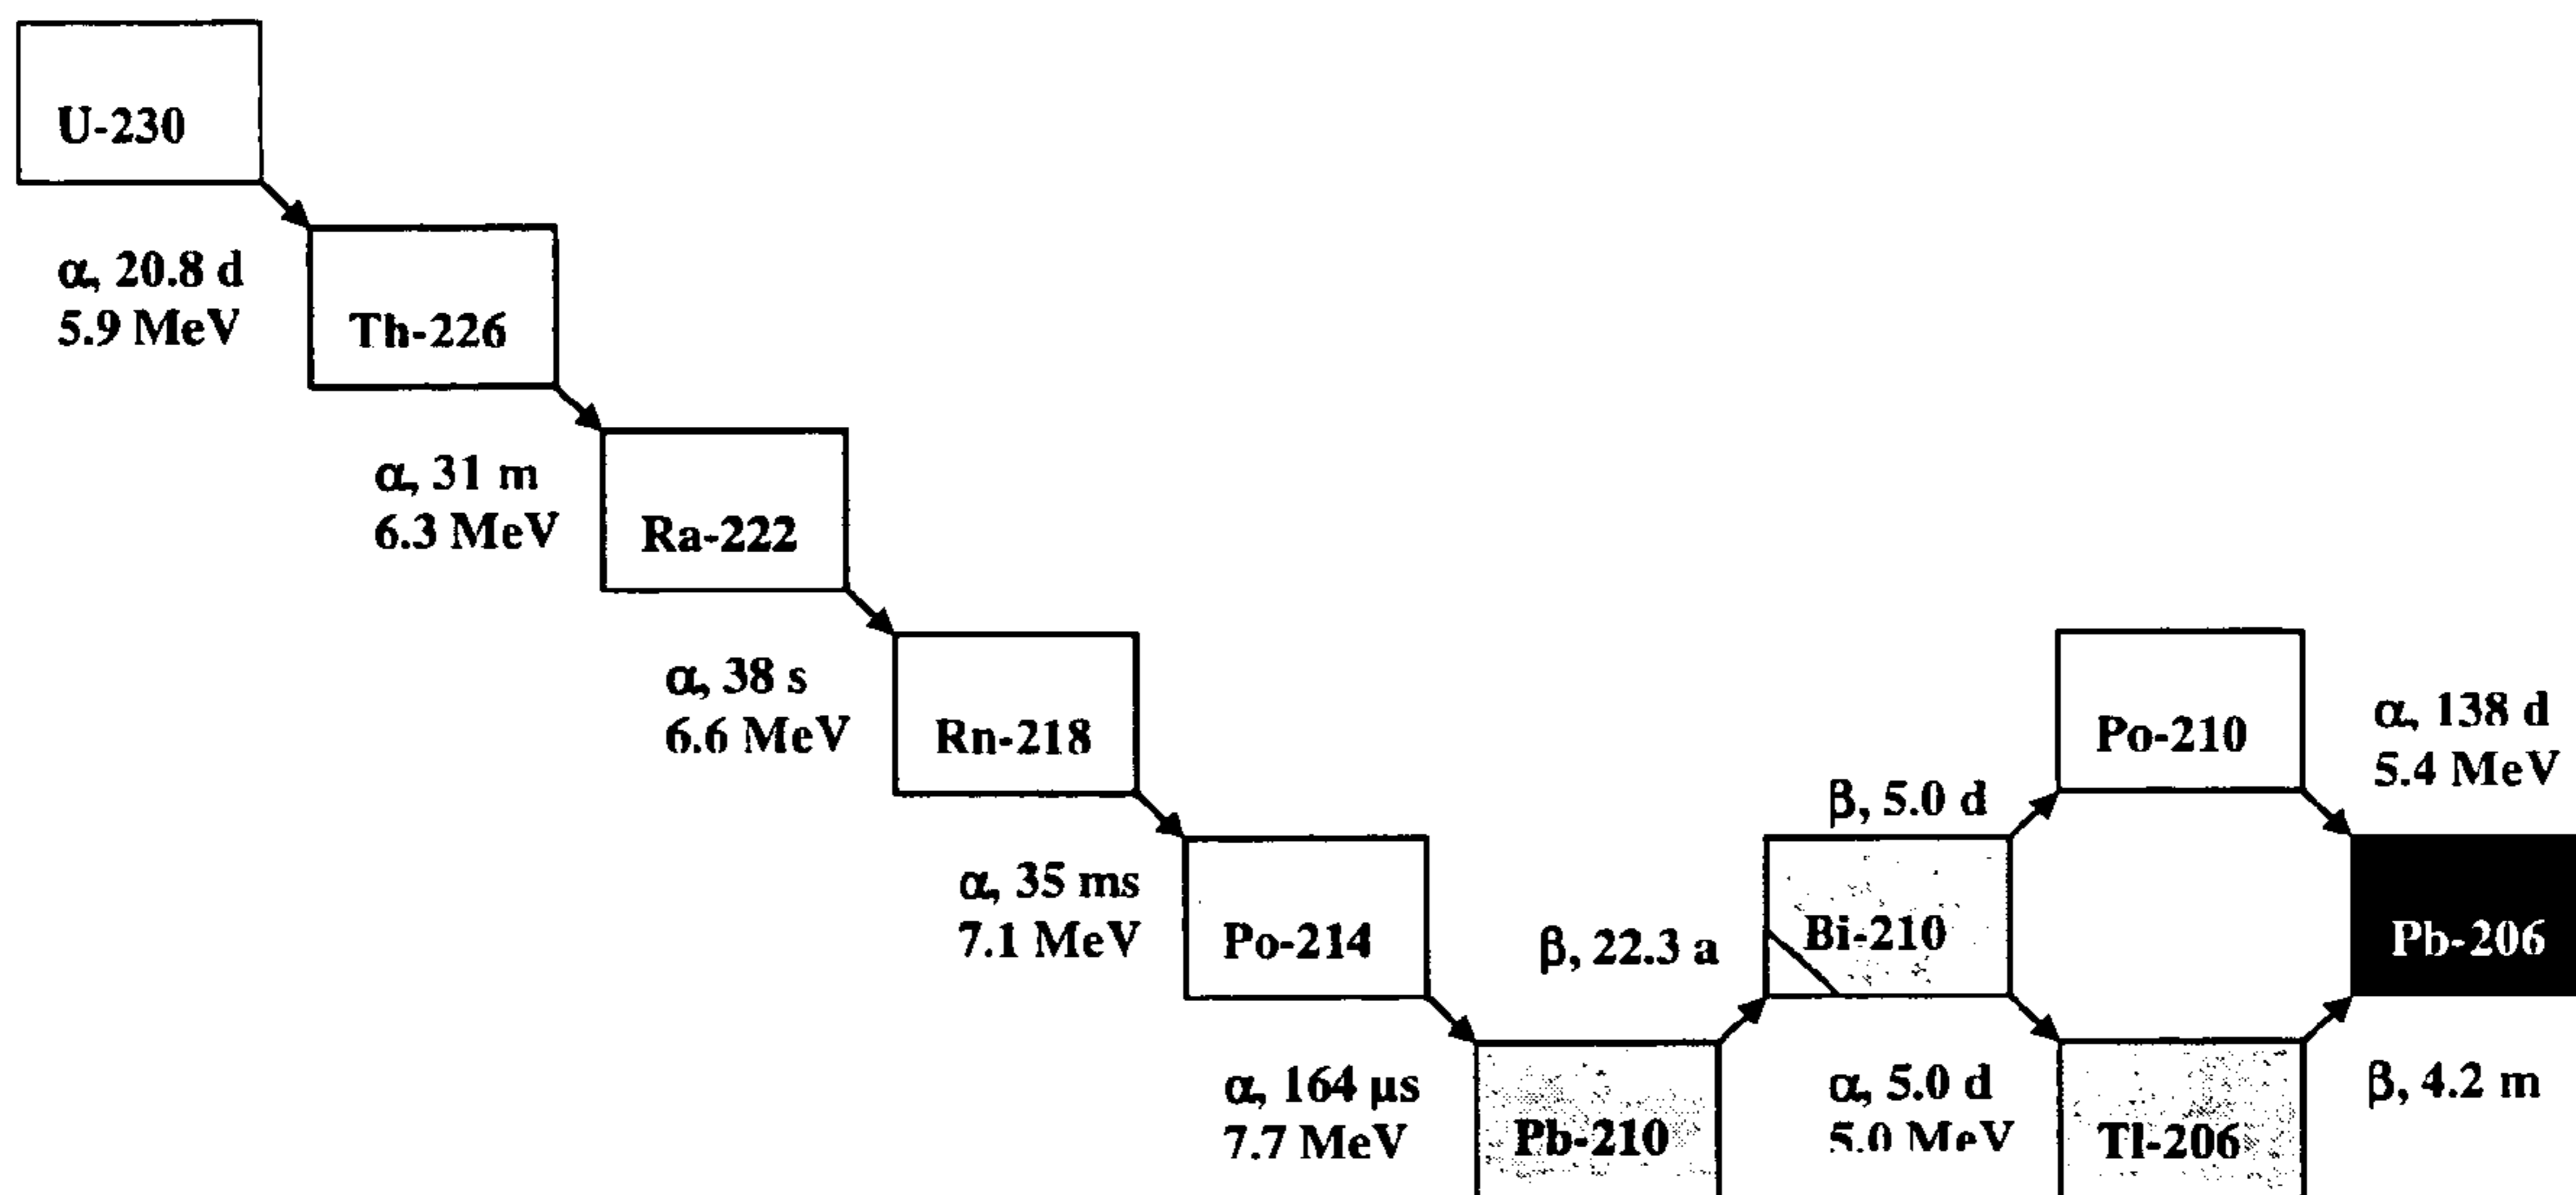 U-230
α, 20.8 d
5.9 MeV
Th-226
α, 31 m
6.3 MeV
Ra-222
α, 38 s
6.6 MeV
Rn-218
α, 35 ms
7.1 MeV
Po-214
α, 164 µs
7.7 MeV
Pb-210
β, 22.3 a
Bi-210
β, 5.0 d
Po-210
α, 138 d
5.4 MeV
α, 5.0 d
5.0 MeV
Tl-206
β, 4.2 m
Pb-206